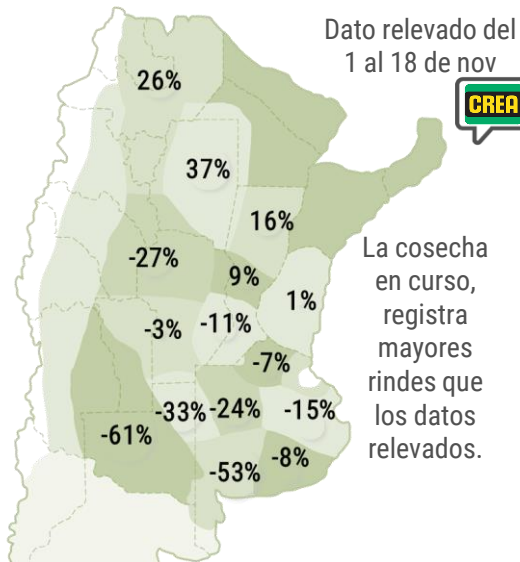 Dato relevado del
1 al 18 de nov
CREA
26%
37%
16%
-27%
9%
1%
-3%
-11%
-7%
-33%
-24%
-15%
-61%
-53%
-8%
La cosecha
en curso,
registra
mayores
rindes que
los datos
relevados.